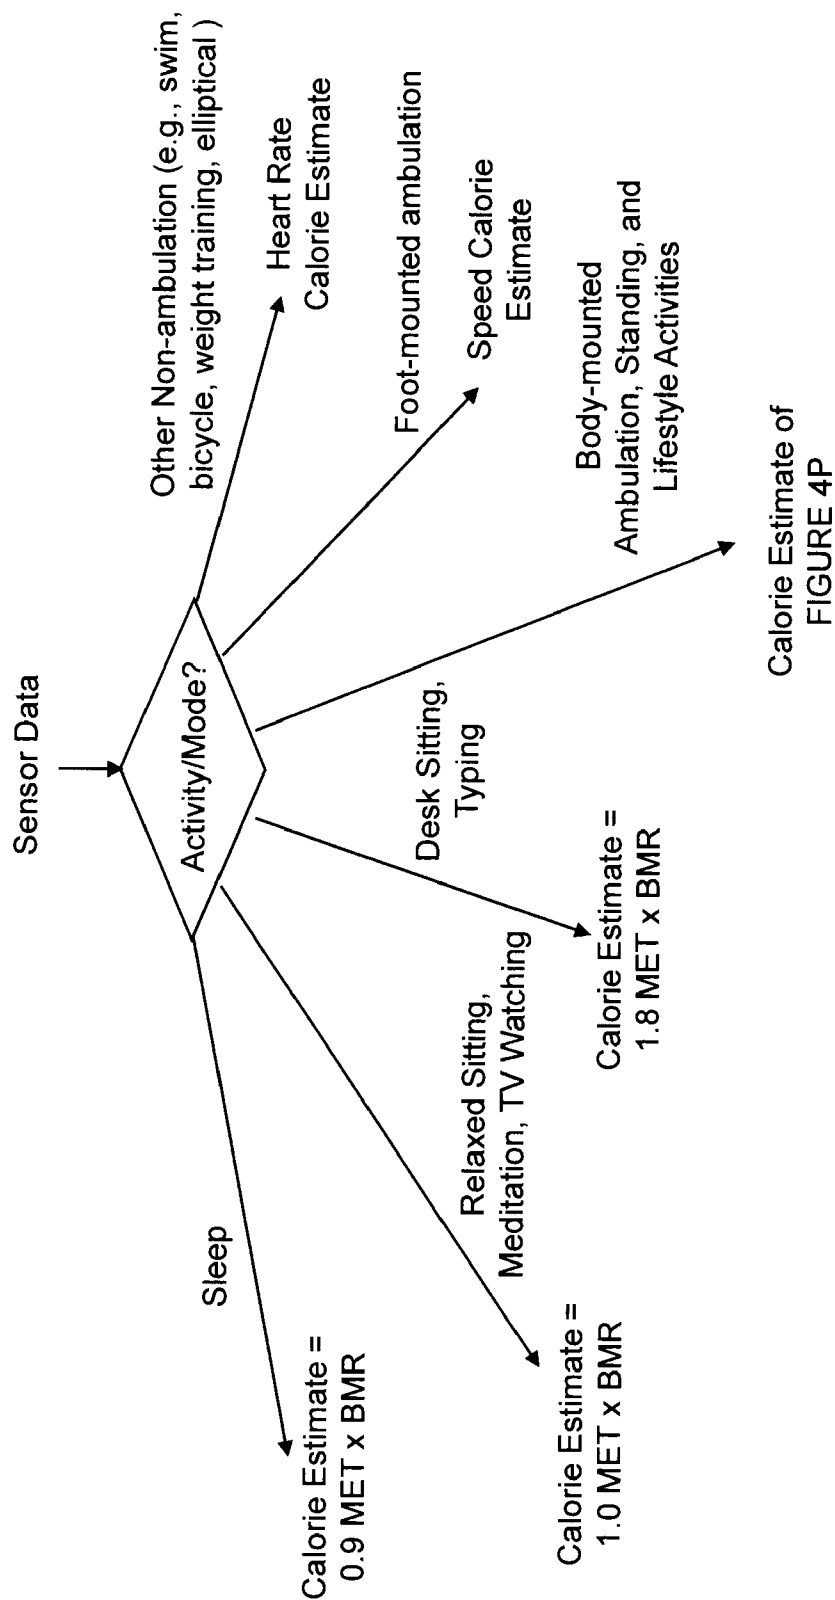 Sensor Data
Activity/Mode?
Sleep
Calorie Estimate =
0.9 MET x BMR
Relaxed Sitting,
Meditation, TV Watching
Calorie Estimate =
1.0 MET x BMR
Desk Sitting,
Typing
Calorie Estimate =
1.8 MET x BMR
Body-mounted
Ambulation, Standing, and
Lifestyle Activities
Calorie Estimate of
FIGURE 4P
Foot-mounted ambulation
Speed Calorie
Estimate
Other Non-ambulation (e.g., swim,
bicycle, weight training, elliptical )
Heart Rate
Calorie Estimate